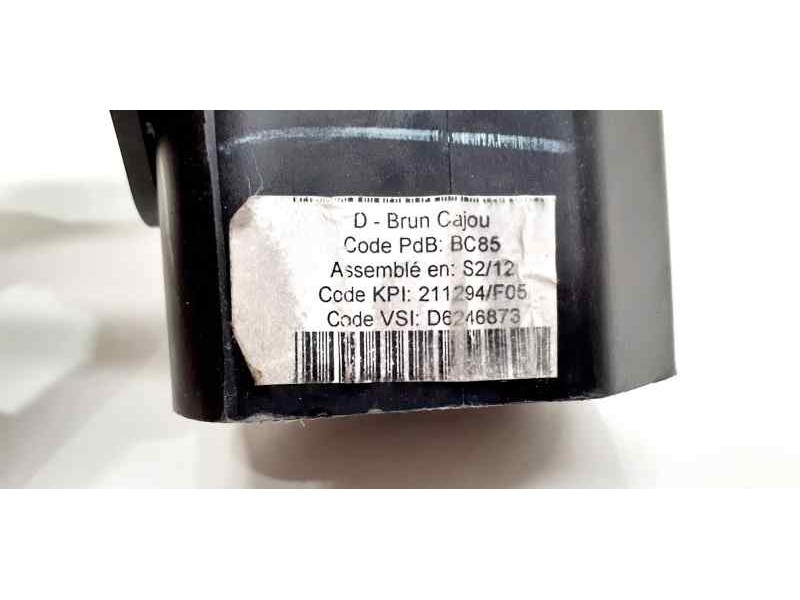 D - Brun Cajou
Code PdB: BC85
Assemblé en: S2/12
Code KPI: 211294/F05
Code VSI: D6246873